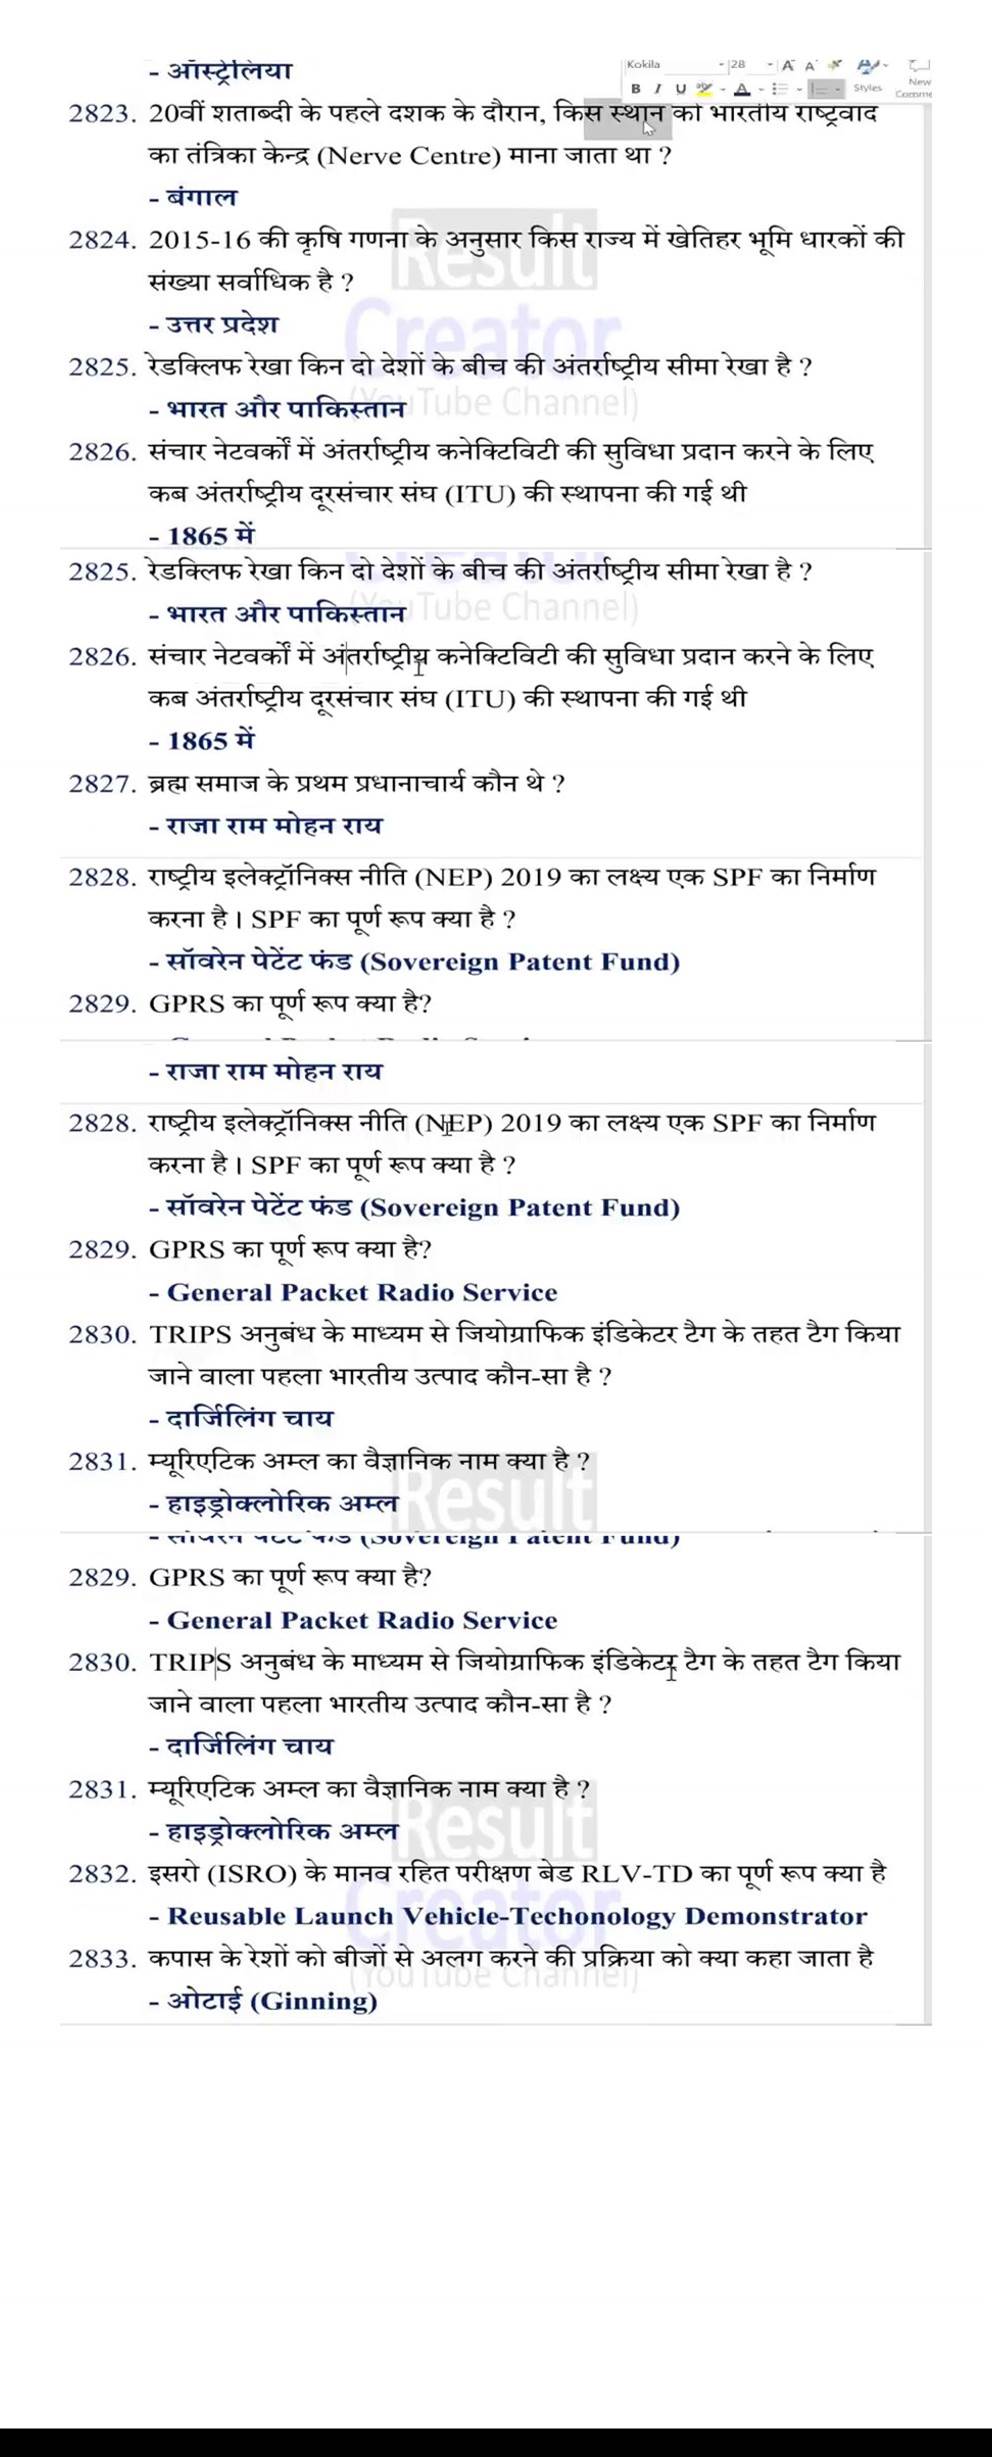 - ऑस्ट्रेलिया
Kokila
28
A A
New
B I U A Styles Comme
2823. 20वीं शताब्दी के पहले दशक के दौरान, किस स्थान को भारतीय राष्ट्रवाद
का तंत्रिका केन्द्र (Nerve Centre) माना जाता था ?
- बंगाल
Result
2824. 2015-16 की कृषि गणना के अनुसार किस राज्य में खेतिहर भूमि धारकों की
संख्या सर्वाधिक है ?
Creator
- उत्तर प्रदेश
2825. रेडक्लिफ रेखा किन दो देशों के बीच की अंतर्राष्ट्रीय सीमा रेखा है ?
(YouTube Channel)
- भारत और पाकिस्तान
2826. संचार नेटवर्कों में अंतर्राष्ट्रीय कनेक्टिविटी की सुविधा प्रदान करने के लिए
कब अंतर्राष्ट्रीय दूरसंचार संघ (ITU) की स्थापना की गई थी
- 1865 में
Creator
2825. रेडक्लिफ रेखा किन दो देशों के बीच की अंतर्राष्ट्रीय सीमा रेखा है ?
(YouTube Channel)
- भारत और पाकिस्तान
2826. संचार नेटवर्कों में अंतर्राष्ट्रीय कनेक्टिविटी की सुविधा प्रदान करने के लिए
कब अंतर्राष्ट्रीय दूरसंचार संघ (ITU) की स्थापना की गई थी
- 1865 में
2827. ब्रह्म समाज के प्रथम प्रधानाचार्य कौन थे ?
- राजा राम मोहन राय
2828. राष्ट्रीय इलेक्ट्रॉनिक्स नीति (NEP) 2019 का लक्ष्य एक SPF का निर्माण
करना है। SPF का पूर्ण रूप क्या है ?
- सॉवरेन पेटेंट फंड (Sovereign Patent Fund)
2829. GPRS का पूर्ण रूप क्या है?
- राजा राम मोहन राय
2828. राष्ट्रीय इलेक्ट्रॉनिक्स नीति (NEP) 2019 का लक्ष्य एक SPF का निर्माण
करना है। SPF का पूर्ण रूप क्या है ?
- सॉवरेन पेटेंट फंड (Sovereign Patent Fund)
2829. GPRS का पूर्ण रूप क्या है?
- General Packet Radio Service
2830. TRIPS अनुबंध के माध्यम से जियोग्राफिक इंडिकेटर टैग के तहत टैग किया
जाने वाला पहला भारतीय उत्पाद कौन-सा है ?
- दार्जिलिंग चाय
2831. म्यूरिएटिक अम्ल का वैज्ञानिक नाम क्या है ?
Result
- हाइड्रोक्लोरिक अम्ल
- सॉवरेन पेटेंट फंड (Sovereign Patent Fund)
2829. GPRS का पूर्ण रूप क्या है?
- General Packet Radio Service
2830. TRIPS अनुबंध के माध्यम से जियोग्राफिक इंडिकेटर टैग के तहत टैग किया
जाने वाला पहला भारतीय उत्पाद कौन-सा है ?
- दार्जिलिंग चाय
2831. म्यूरिएटिक अम्ल का वैज्ञानिक नाम क्या है ?
Result
- हाइड्रोक्लोरिक अम्ल
2832. इसरो (ISRO) के मानव रहित परीक्षण बेड RLV-TD का पूर्ण रूप क्या है
Creator
- Reusable Launch Vehicle-Techonology Demonstrator
2833. कपास के रेशों को बीजों से अलग करने की प्रक्रिया को क्या कहा जाता है
(YouTube Channel)
- ओटाई (Ginning)